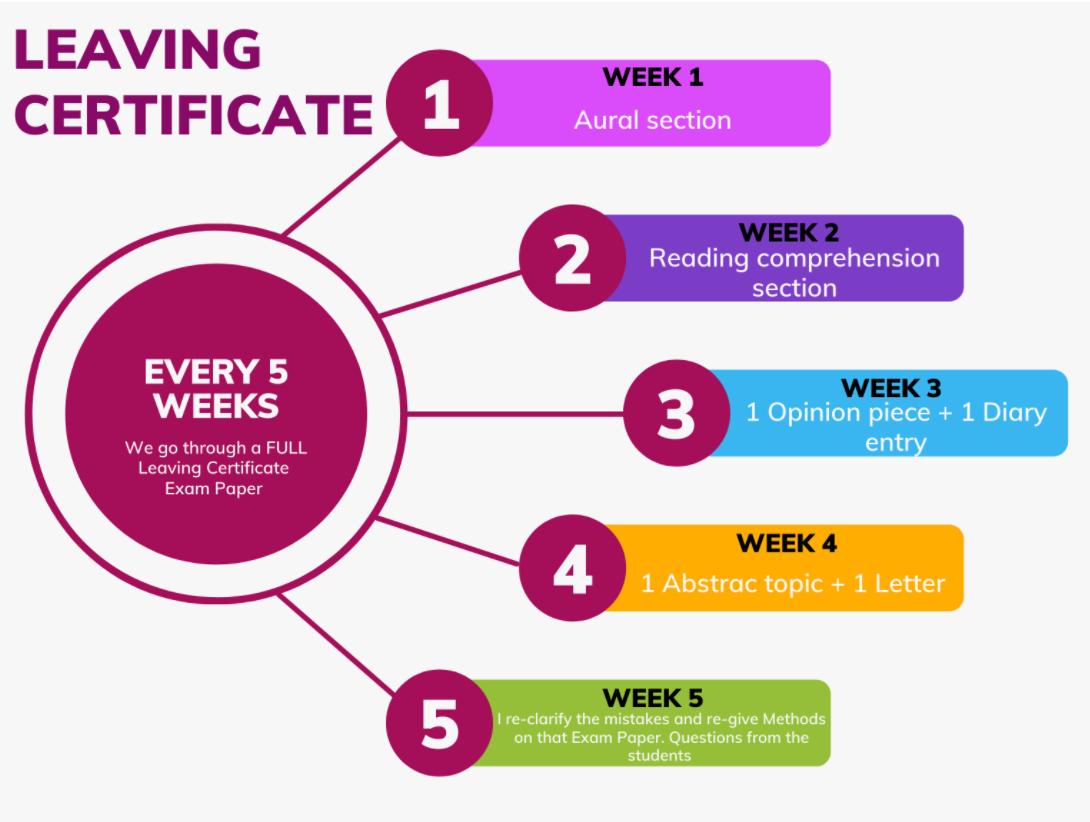 LEAVING
CERTIFICATE
1
WEEK 1
Aural section
2
WEEK 2
Reading comprehension
section
EVERY 5
WEEKS
We go through a FULL
Leaving Certificate
Exam Paper
3
WEEK 3
1 Opinion piece + 1 Diary
entry
4
WEEK 4
1 Abstrac topic + 1 Letter
5
WEEK 5
I re-clarify the mistakes and re-give Methods
on that Exam Paper. Questions from the
students